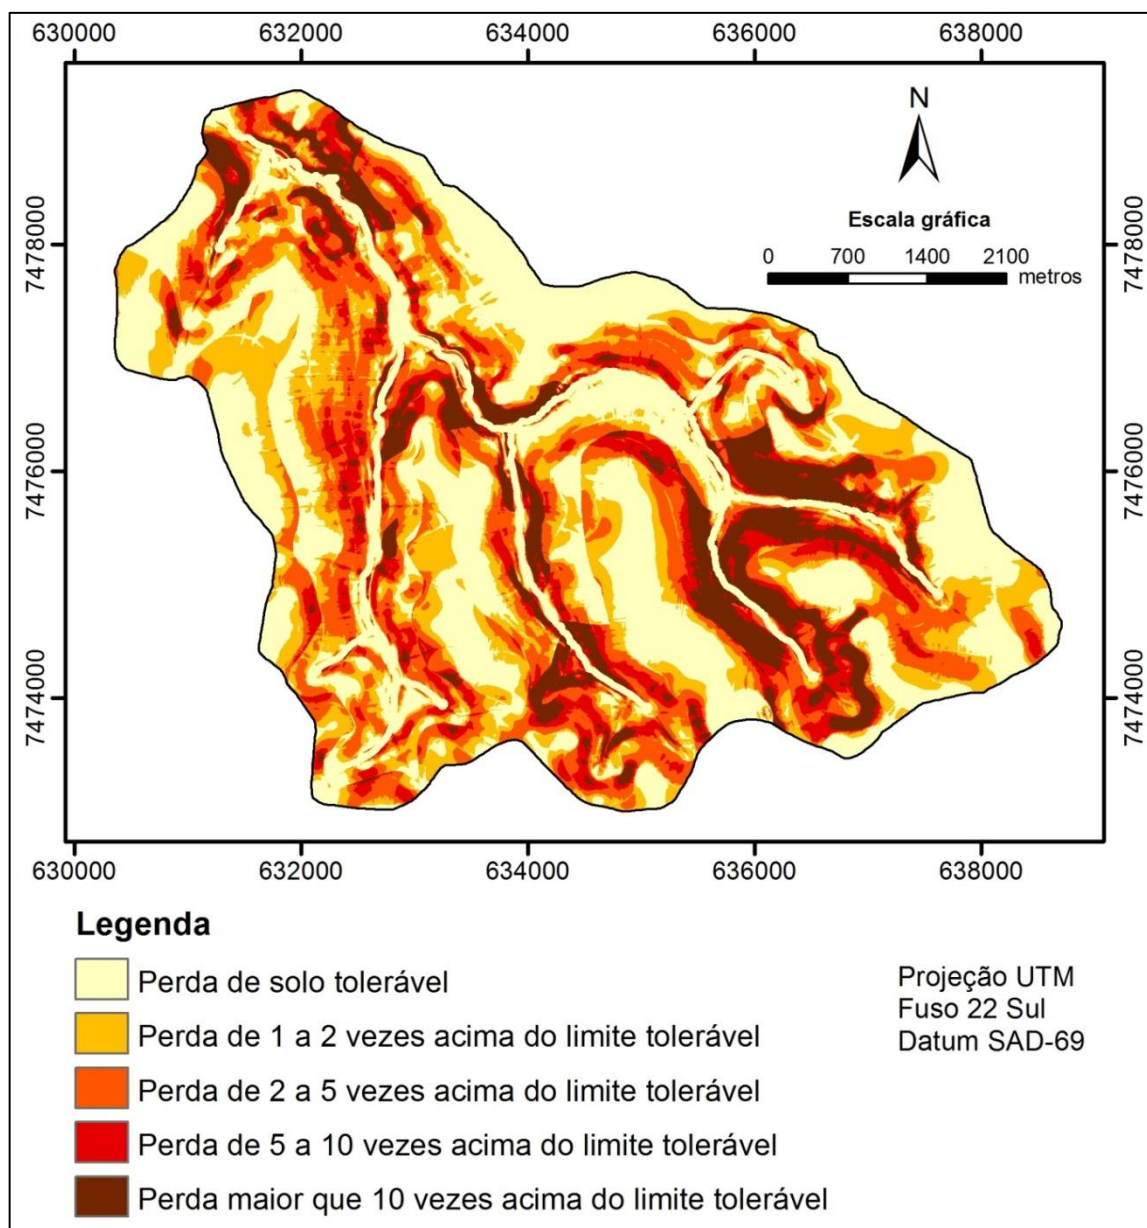 630000 632000 634000 636000 638000
N
Escala gráfica
0 700 1400 2100
metros
7478000 7478000
7476000 7476000
7474000 7474000
630000 632000 634000 636000 638000
Legenda
Perda de solo tolerável
Perda de 1 a 2 vezes acima do limite tolerável
Perda de 2 a 5 vezes acima do limite tolerável
Perda de 5 a 10 vezes acima do limite tolerável
Perda maior que 10 vezes acima do limite tolerável
Projeção UTM
Fuso 22 Sul
Datum SAD-69